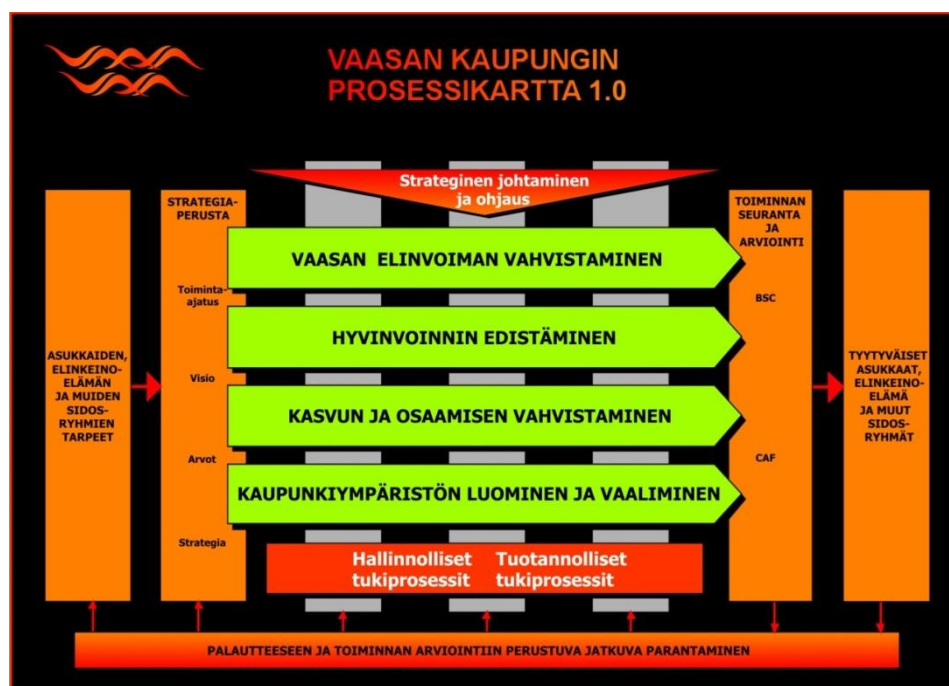 VAASAN KAUPUNGIN
PROSESSIKARTTA 1.0
Strateginen johtaminen
ja ohjaus
ASUKKAIDEN,
ELINKEINO-
ELÄMÄN
JA MUIDEN
SIDOS-
RYHMIEN
TARPEET
STRATEGIA-
PERUSTA
Toiminta-
ajatus
Visio
Arvot
Strategia
VAASAN ELINVOIMAN VAHVISTAMINEN
HYVINVOINNIN EDISTÄMINEN
KASVUN JA OSAAMISEN VAHVISTAMINEN
KAUPUNKIYMPÄRISTÖN LUOMINEN JA VAALIMINEN
Hallinnolliset
tukiprosessit
Tuotannolliset
tukiprosessit
TOIMINNAN
SEURANTA
JA
ARVIOINTI
BSC
CAF
TYYTYVÄISET
ASUKKAAT,
ELINKEINO-
ELÄMÄ
JA MUUT
SIDOS-
RYHMÄT
PALAUTTEESEEN JA TOIMINNAN ARVIOINTIIN PERUSTUVA JATKUVA PARANTAMINEN